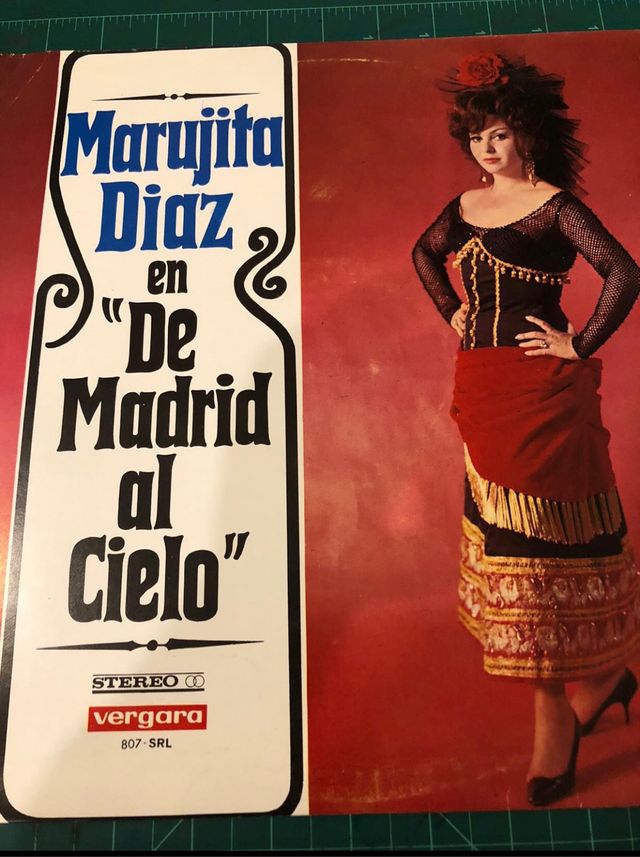 Marujita
Diaz
en
"De
Madrid
al
Cielo"
STEREO
vergara
807-SRL